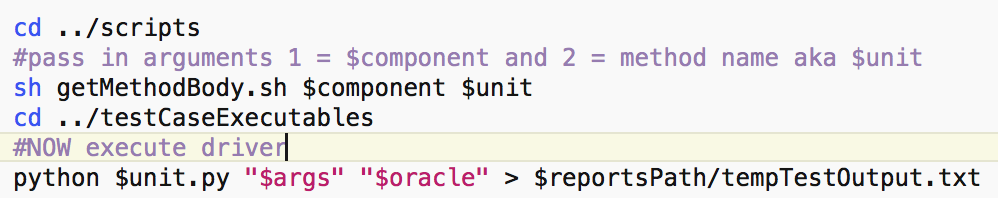 cd ../scripts
#pass in arguments 1 = $component and 2 = method name aka $unit
sh getMethodBody.sh $component $unit
cd ../testCaseExecutables
#NOW execute driver
python $unit.py "$args" "$oracle" > $reportsPath/tempTestOutput.txt